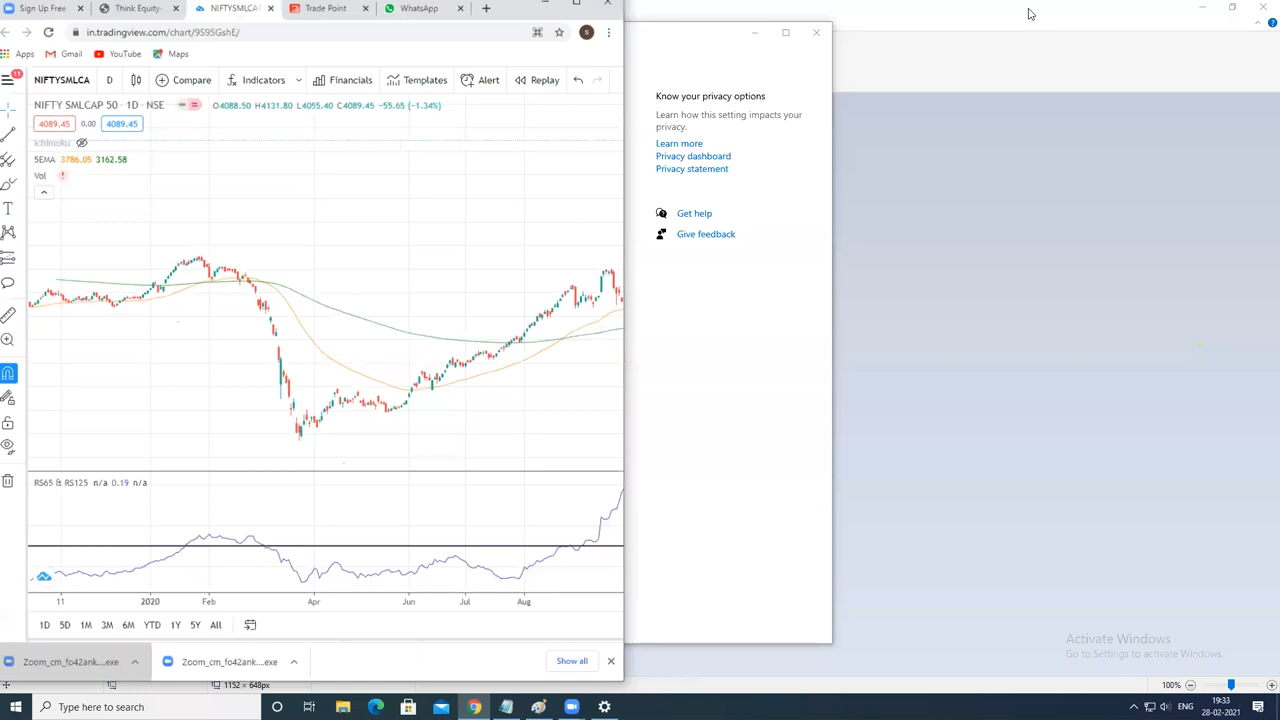 Sign Up Free
Think Equity-
NIFTYSMLCA
Trade Point
WhatsApp
in.tradingview.com/chart/9S95GshE/
Apps
Gmail
YouTube
Maps
11
NIFTYSMLCA
D
Compare
Indicators
Financials
Templates
Alert
Replay
NIFTY SMLCAP 50 · 1D · NSE
O4088.50 H4131.80 L4055.40 C4089.45 -55.65 (-1.34%)
4089.45 0.00 4089.45
Ichimoku
5EMA 3786.05 3162.58
Vol
RS65 & RS125 n/a 0.19 n/a
11 2020 Feb Apr Jun Jul Aug
1D 5D 1M 3M 6M YTD 1Y 5Y All
Zoom_cm_fo42ank....exe
Zoom_cm_fo42ank....exe
Show all
Know your privacy options
Learn how this setting impacts your
privacy.
Learn more
Privacy dashboard
Privacy statement
Get help
Give feedback
Activate Windows
Go to Settings to activate Windows.
1152 × 648px
100%
Type here to search
ENG
19:33
28-02-2021